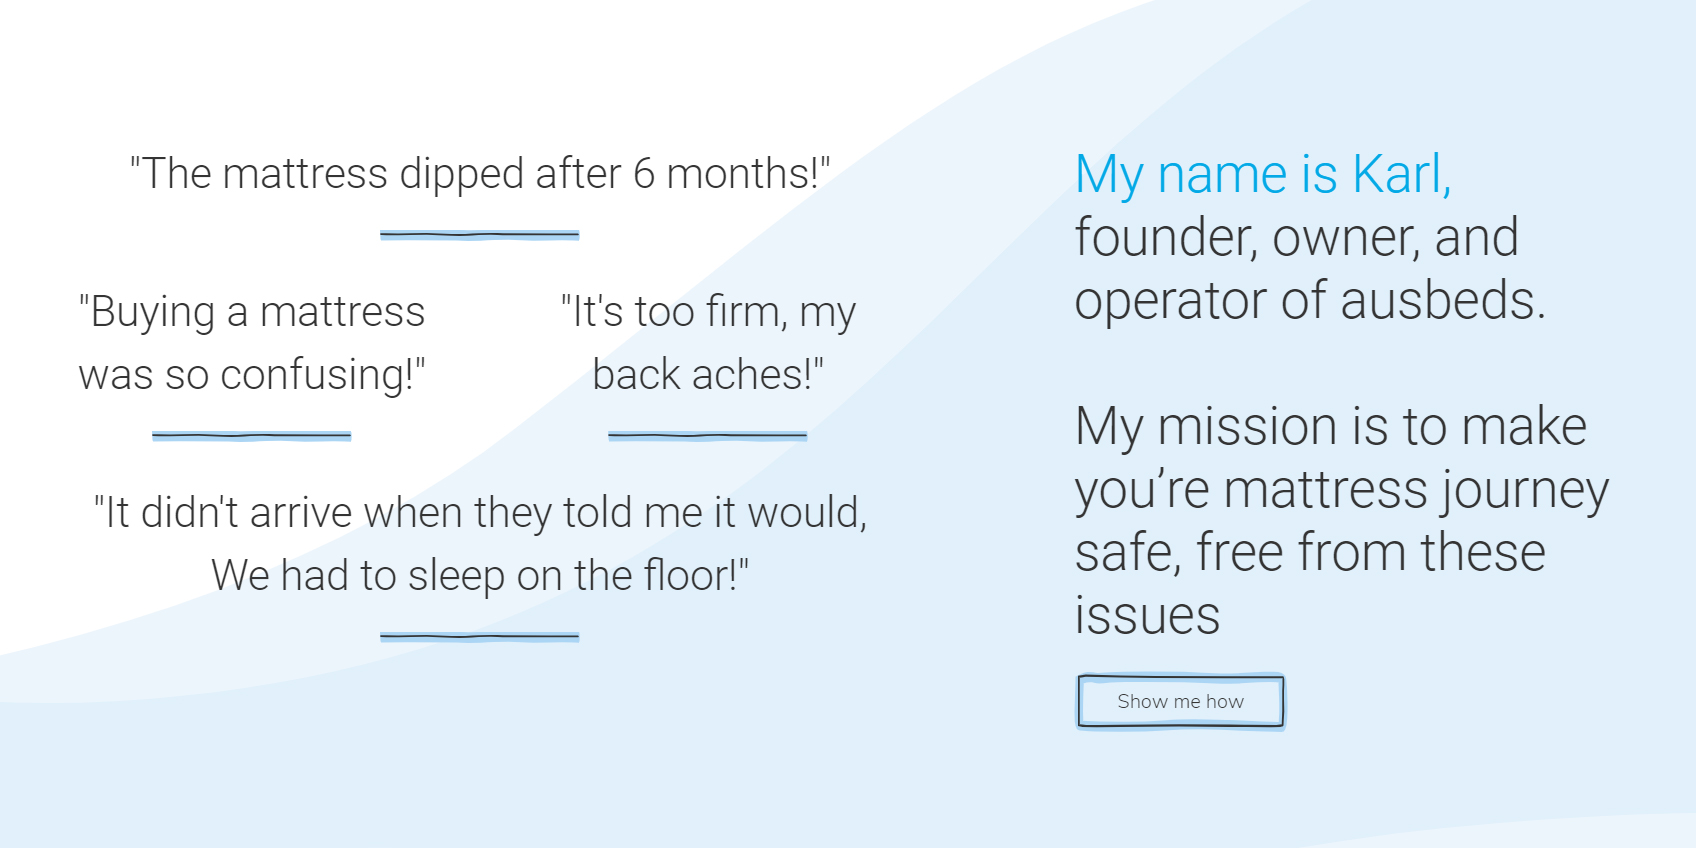 "The mattress dipped after 6 months!"
"Buying a mattress
was so confusing!"
"It's too firm, my
back aches!"
"It didn't arrive when they told me it would,
We had to sleep on the floor!"
My name is Karl,
founder, owner, and
operator of ausbeds.
My mission is to make
you’re mattress journey
safe, free from these
issues
Show me how